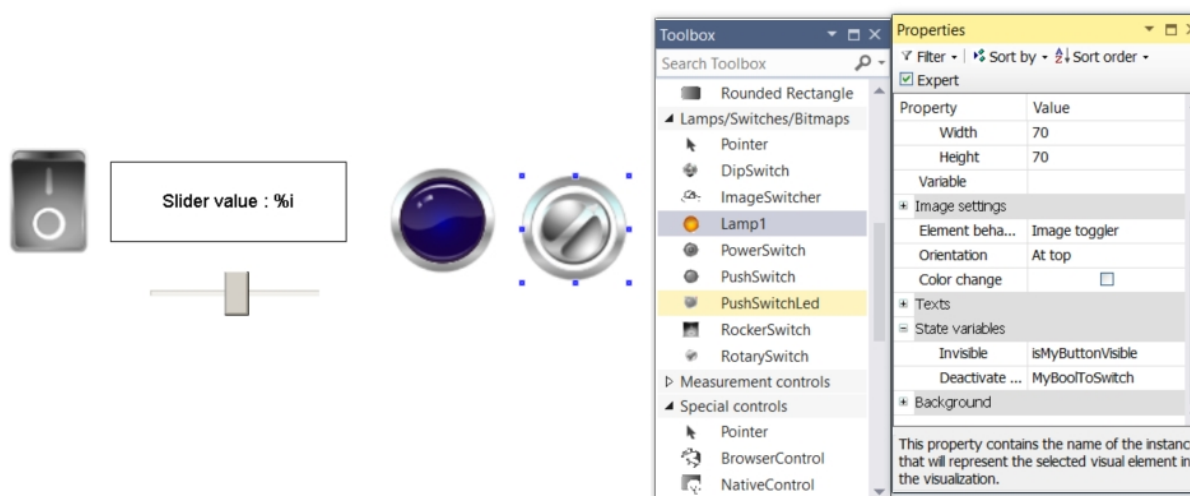 Slider value : %i
Toolbox
Search Toolbox
Rounded Rectangle
Lamps/Switches/Bitmaps
Pointer
DipSwitch
ImageSwitcher
Lamp1
PowerSwitch
PushSwitch
PushSwitchLed
RockerSwitch
RotarySwitch
Measurement controls
Special controls
Pointer
BrowserControl
NativeControl
Properties
Filter Sort by Sort order
Expert
Property Value
Width 70
Height 70
Variable
Image settings
Element beha... Image toggler
Orientation At top
Color change
Texts
State variables
Invisible isMyButtonVisible
Deactivate ... MyBoolToSwitch
Background
This property contains the name of the instanc
that will represent the selected visual element in
the visualization.